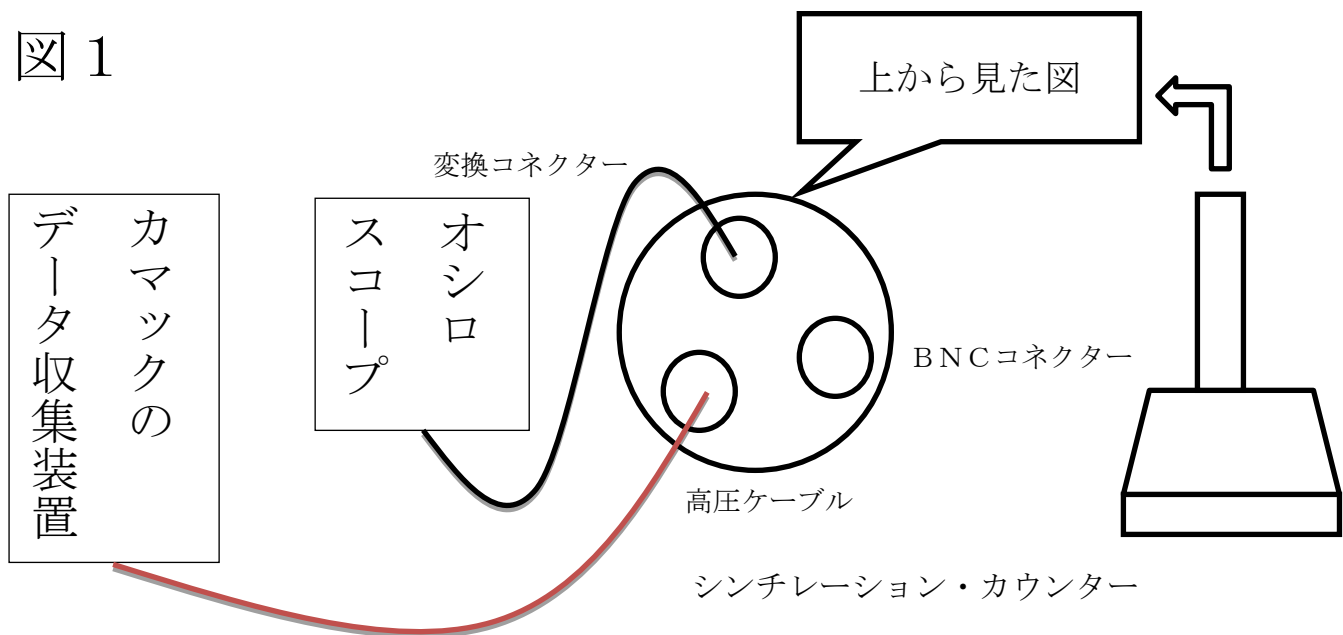 図１
上から見た図
変換コネクター
カマックの
データ収集装置
オシロ
スコープ
ＢＮＣコネクター
高圧ケーブル
シンチレーション・カウンター